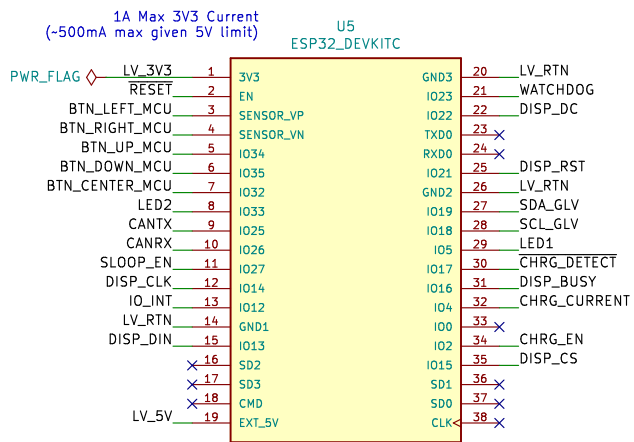 1A Max 3V3 Current
(~500mA max given 5V limit)
U5
ESP32_DEVKITC
PWR_FLAG
LV_3V3 1 3V3 GND3 20 LV_RTN
RESET 2 EN IO23 21 WATCHDOG
BTN_LEFT_MCU 3 SENSOR_VP IO22 22 DISP_DC
BTN_RIGHT_MCU 4 SENSOR_VN TXD0 23
BTN_UP_MCU 5 IO34 RXD0 24
BTN_DOWN_MCU 6 IO35 IO21 25 DISP_RST
BTN_CENTER_MCU 7 IO32 GND2 26 LV_RTN
LED2 8 IO33 IO19 27 SDA_GLV
CANTX 9 IO25 IO18 28 SCL_GLV
CANRX 10 IO26 IO5 29 LED1
SLOOP_EN 11 IO27 IO17 30 CHRG_DETECT
DISP_CLK 12 IO14 IO16 31 DISP_BUSY
IO_INT 13 IO12 IO4 32 CHRG_CURRENT
LV_RTN 14 GND1 IO0 33
DISP_DIN 15 IO13 IO2 34 CHRG_EN
16 SD2 IO15 35 DISP_CS
17 SD3 SD1 36
18 CMD SD0 37
LV_5V 19 EXT_5V CLK 38